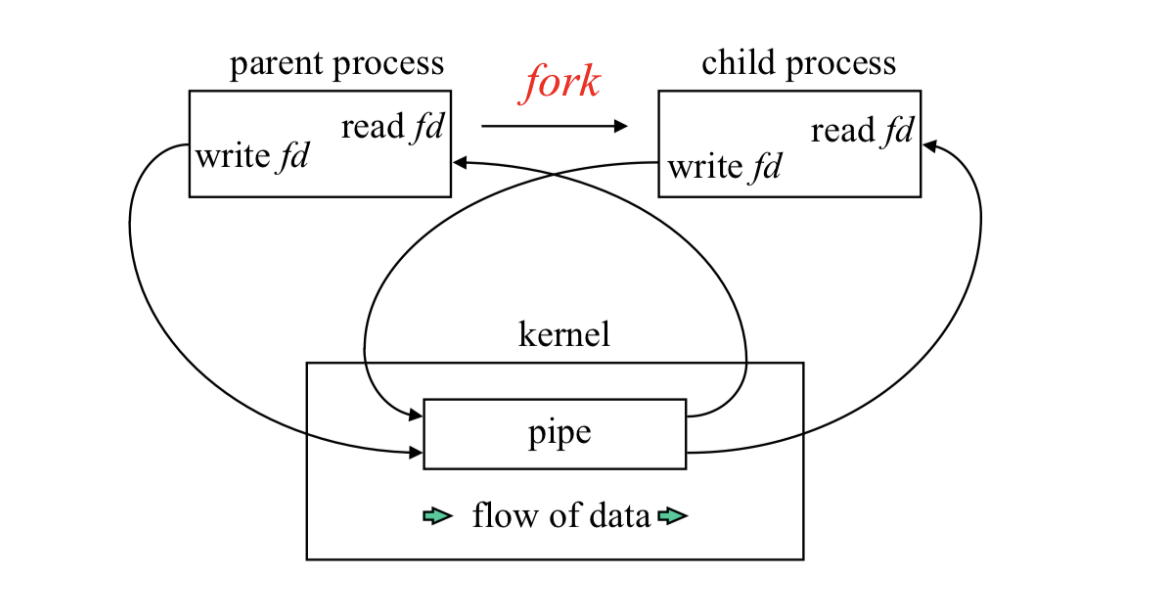 parent process
fork
child process
read fd
write fd
read fd
write fd
kernel
pipe
flow of data